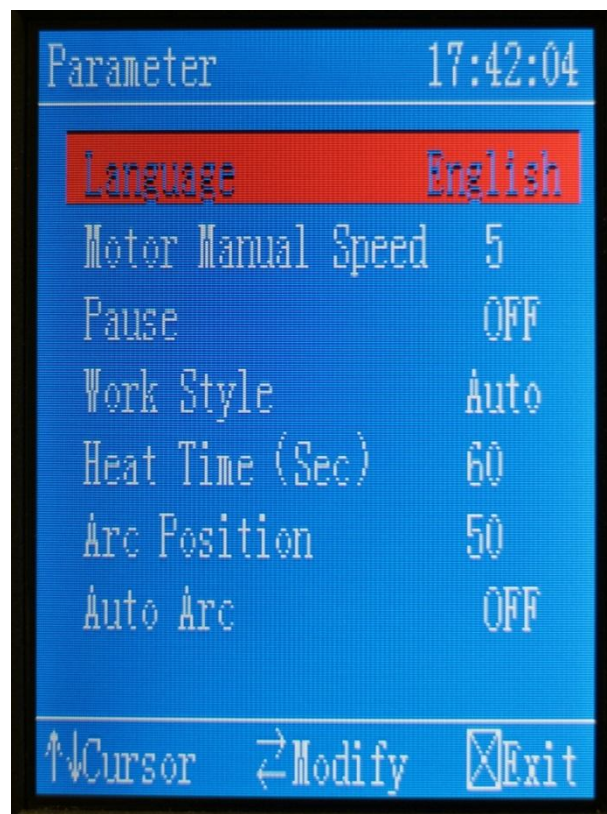 Parameter 17:42:04
Language English
Motor Manual Speed 5
Pause OFF
Work Style Auto
Heat Time (Sec) 60
Arc Position 50
Auto Arc OFF
↑↓Cursor ⇄Modify ☒Exit